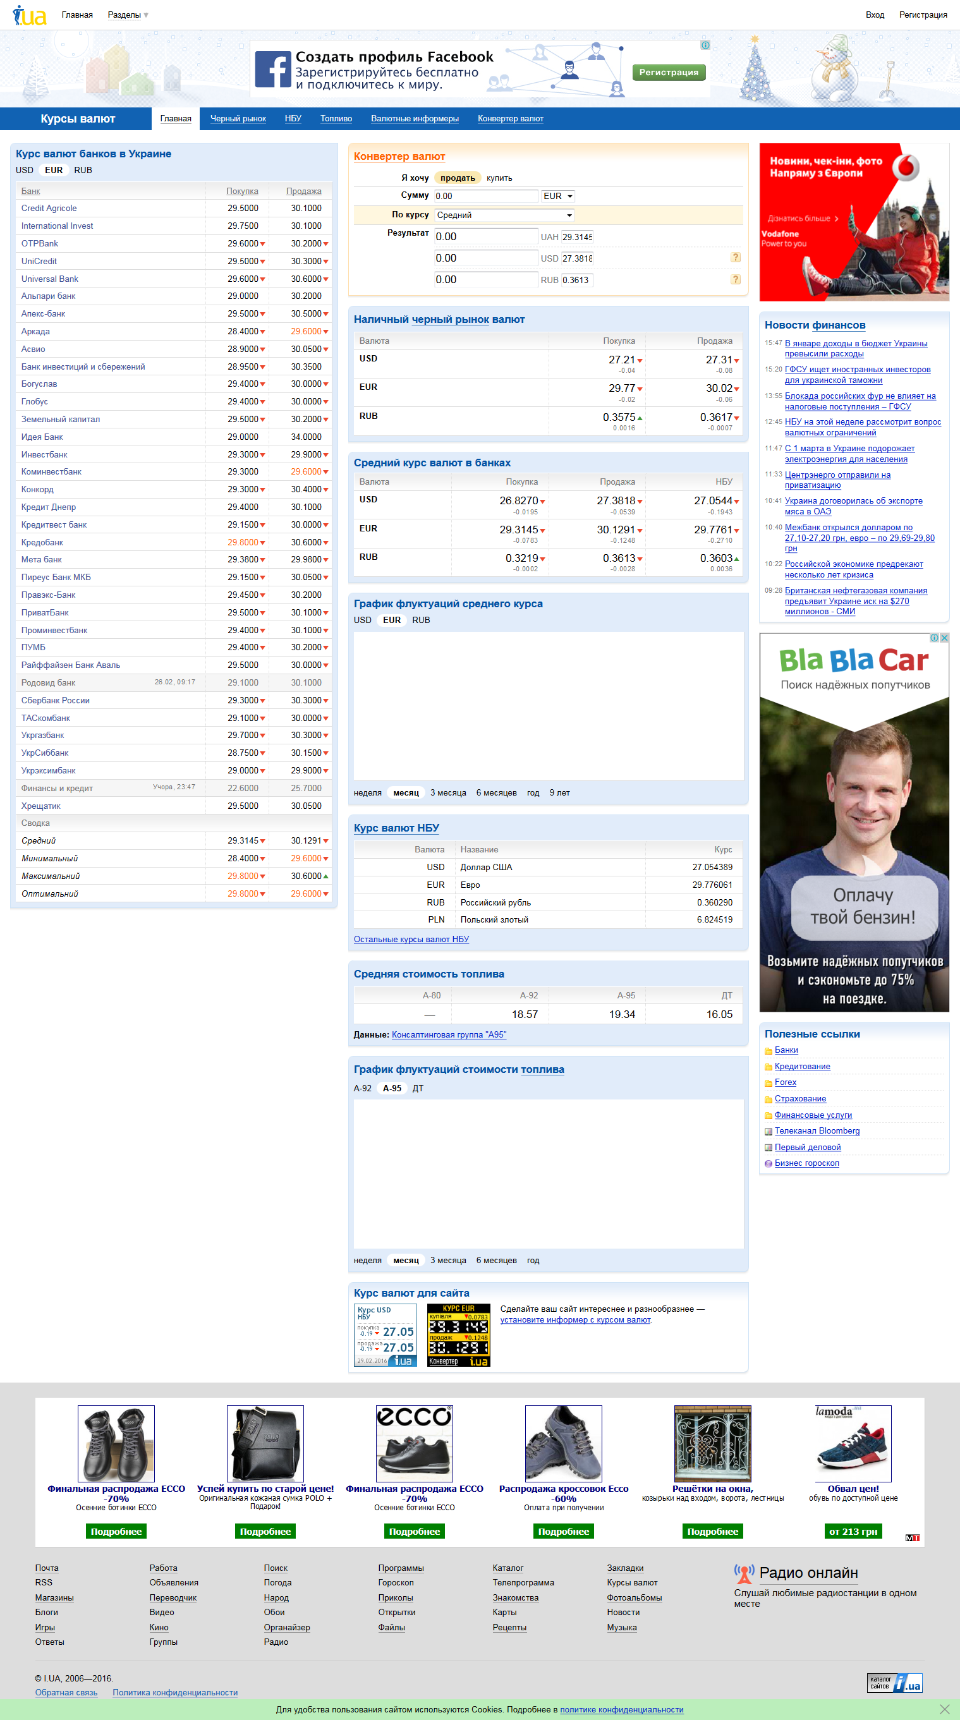 i.ua Главная Разделы Вход Регистрация
Создать профиль Facebook
Зарегистрируйтесь бесплатно
и подключитесь к миру.
Регистрация
Курсы валют Главная Черный рынок НБУ Топливо Валютные информеры Конвертер валют
Курс валют банков в Украине
USD EUR RUB
Банк Покупка Продажа
Credit Agricole 29.5000 30.1000
International Invest 29.7500 30.1000
OTPBank 29.6000 30.2000
UniCredit 29.5000 30.3000
Universal Bank 29.6000 30.6000
Альпари банк 29.0000 30.2000
Апекс-банк 29.5000 30.5000
Аркада 28.4000 29.6000
Асвио 28.9000 30.0500
Банк инвестиций и сбережений 28.9500 30.3500
Богуслав 29.4000 30.0000
Глобус 29.4000 30.0000
Земельный капитал 29.5000 30.2000
Идея Банк 29.0000 34.0000
Инвестбанк 29.3000 29.9000
Коминвестбанк 29.3000 29.6000
Конкорд 29.3000 30.4000
Кредит Днепр 29.4000 30.1000
Кредитвест банк 29.1500 30.0000
Кредобанк 29.8000 30.6000
Мета банк 29.3800 29.9800
Пиреус Банк МКБ 29.1500 30.0500
Правэкс-Банк 29.4500 30.2000
ПриватБанк 29.5000 30.1000
Проминвестбанк 29.4000 30.1000
ПУМБ 29.4000 30.2000
Райффайзен Банк Аваль 29.5000 30.0000
Родовид банк 26.02, 09:17 29.1000 30.1000
Сбербанк России 29.3000 30.3000
ТАСкомбанк 29.1000 30.0000
Укргазбанк 29.7000 30.3000
УкрСиббанк 28.7500 30.1500
Укрэксимбанк 29.0000 29.9000
Финансы и кредит Учора, 23:47 22.6000 25.7000
Хрещатик 29.5000 30.0500
Сводка
Средний 29.3145 30.1291
Минимальный 28.4000 29.6000
Максимальный 29.8000 30.6000
Оптимальний 29.8000 29.6000
Конвертер валют
Я хочу продать купить
Сумму 0.00 EUR
По курсу Средний
Результат 0.00 UAH 29.3145
0.00 USD 27.3818 ?
0.00 RUB 0.3613 ?
Наличный черный рынок валют
Валюта Покупка Продажа
USD 27.21 27.31
-0.04 -0.08
EUR 29.77 30.02
-0.02 -0.06
RUB 0.3575 0.3617
0.0016 -0.0007
Средний курс валют в банках
Валюта Покупка Продажа НБУ
USD 26.8270 27.3818 27.0544
-0.0195 -0.0539 -0.1943
EUR 29.3145 30.1291 29.7761
-0.0783 -0.1248 -0.2710
RUB 0.3219 0.3613 0.3603
-0.0002 -0.0028 0.0036
График флуктуаций среднего курса
USD EUR RUB
неделя месяц 3 месяца 6 месяцев год 9 лет
Курс валют НБУ
Валюта Название Курс
USD Доллар США 27.054389
EUR Евро 29.776061
RUB Российский рубль 0.360290
PLN Польский злотый 6.824519
Остальные курсы валют НБУ
Средняя стоимость топлива
А-80 А-92 А-95 ДТ
— 18.57 19.34 16.05
Данные: Консалтинговая группа "А95"
График флуктуаций стоимости топлива
А-92 А-95 ДТ
неделя месяц 3 месяца 6 месяцев год
Курс валют для сайта
Курс USD
НБУ
покупка
-0.19 27.05
продажа
-0.19 27.05
29.02.2016 i.ua
КУРС EUR
купівля 0.0783
29.3145
продаж 0.1248
30.1291
Конвертер i.ua
Сделайте ваш сайт интереснее и разнообразнее —
установите информер с курсом валют.
Новини, чек-іни, фото
Напряму з Європи
Дізнатись більше
Vodafone
Power to you
Новости финансов
15:47 В январе доходы в бюджет Украины
превысили расходы
15:20 ГФСУ ищет иностранных инвесторов
для украинской таможни
13:55 Блокада российских фур не влияет на
налоговые поступления – ГФСУ
12:45 НБУ на этой неделе рассмотрит вопрос
валютных ограничений
11:47 С 1 марта в Украине подорожает
электроэнергия для населения
11:33 Центрэнерго отправили на
приватизацию
10:41 Украина договорилась об экспорте
мяса в ОАЭ
10:40 Межбанк открылся долларом по
27,10-27,20 грн, евро – по 29,69-29,80
грн
10:22 Российской экономике предрекают
несколько лет кризиса
09:26 Британская нефтегазовая компания
предъявит Украине иск на $270
миллионов - СМИ
Bla Bla Car
Поиск надёжных попутчиков
Оплачу
твой бензин!
Возьмите надёжных попутчиков
и сэкономьте до 75%
на поездке.
Полезные ссылки
Банки
Кредитование
Forex
Страхование
Финансовые услуги
Телеканал Bloomberg
Первый деловой
Бизнес гороскоп
ecco lamoda
Финальная распродажа ECCO
-70%
Осенние ботинки ECCO
Подробнее
Успей купить по старой цене!
Оригинальная кожаная сумка POLO +
Подарок!
Подробнее
Финальная распродажа ECCO
-70%
Осенние ботинки ECCO
Подробнее
Распродажа кроссовок Ecco
-60%
Оплата при получении
Подробнее
Решётки на окна,
козырьки над входом, ворота, лестницы
Подробнее
Обвал цен!
обувь по доступной цене
от 213 грн
МТ
Почта Работа Поиск Программы Каталог Закладки
RSS Объявления Погода Гороскоп Телепрограмма Курсы валют
Магазины Переводчик Народ Приколы Знакомства Фотоальбомы
Блоги Видео Обои Открытки Карты Новости
Игры Кино Органайзер Файлы Рецепты Музыка
Ответы Группы Радио
Радио онлайн
Слушай любимые радиостанции в одном
месте
© I.UA, 2006—2016.
Обратная связь Политика конфиденциальности
каталог
сайтов i.ua
Для удобства пользования сайтом используются Cookies. Подробнее в политике конфиденциальности